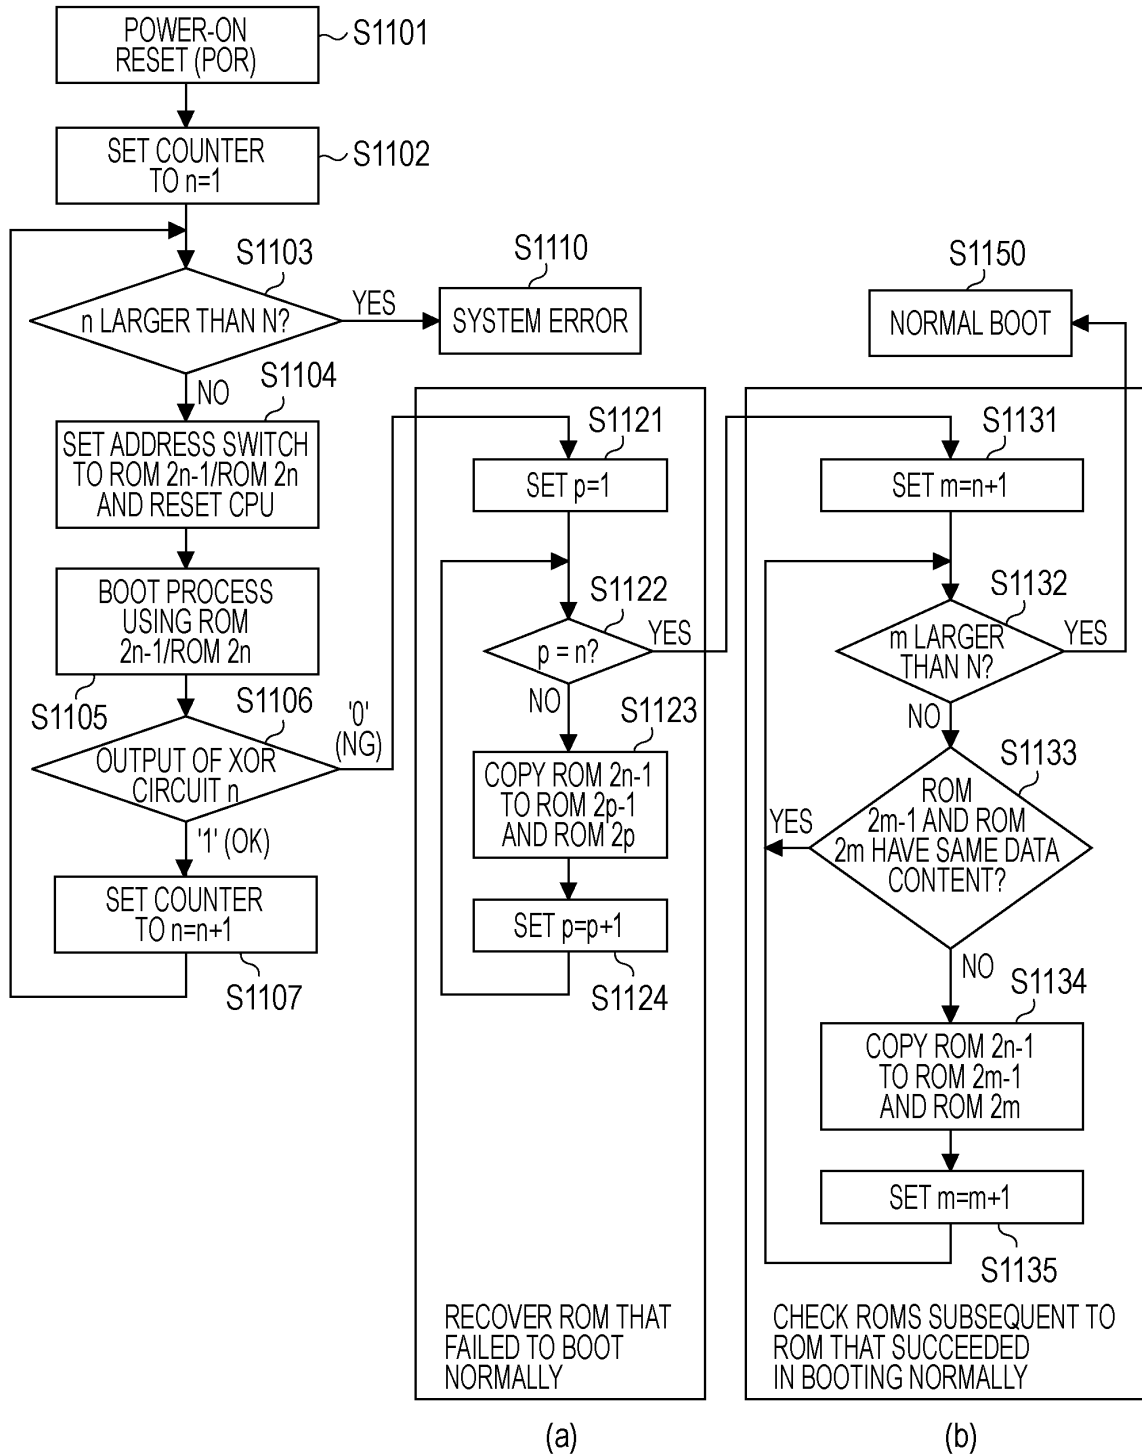 POWER-ON
RESET (POR)
S1101
SET COUNTER
TO n=1
S1102
S1103
n LARGER THAN N?
YES
NO
S1110
SYSTEM ERROR
S1104
SET ADDRESS SWITCH
TO ROM 2n-1/ROM 2n
AND RESET CPU
BOOT PROCESS
USING ROM
2n-1/ROM 2n
S1105
S1106
OUTPUT OF XOR
CIRCUIT n
'0'
(NG)
'1' (OK)
SET COUNTER
TO n=n+1
S1107
S1121
SET p=1
S1122
p = n?
YES
NO
S1123
COPY ROM 2n-1
TO ROM 2p-1
AND ROM 2p
SET p=p+1
S1124
RECOVER ROM THAT
FAILED TO BOOT
NORMALLY
(a)
S1150
NORMAL BOOT
S1131
SET m=n+1
S1132
m LARGER
THAN N?
YES
NO
S1133
ROM
2m-1 AND ROM
2m HAVE SAME DATA
CONTENT?
YES
NO
S1134
COPY ROM 2n-1
TO ROM 2m-1
AND ROM 2m
SET m=m+1
S1135
CHECK ROMS SUBSEQUENT TO
ROM THAT SUCCEEDED
IN BOOTING NORMALLY
(b)